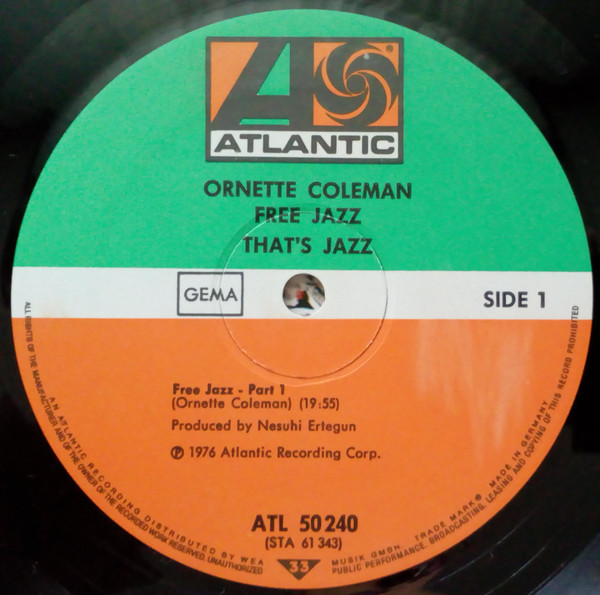 ATLANTIC
ORNETTE COLEMAN
FREE JAZZ
THAT'S JAZZ
GEMA
SIDE 1
Free Jazz - Part 1
(Ornette Coleman) (19:55)
Produced by Nesuhi Ertegun
℗ 1976 Atlantic Recording Corp.
ATL 50 240
(STA 61 343)
33
AN ATLANTIC RECORDING DISTRIBUTED BY WEA MUSIK GMBH. TRADE MARK® MADE IN GERMANY
ALL RIGHTS OF THE MANUFACTURER AND OF THE OWNER OF THE RECORDED WORK RESERVED. UNAUTHORIZED PUBLIC PERFORMANCE, BROADCASTING, LEASING AND COPYING OF THIS RECORD PROHIBITED